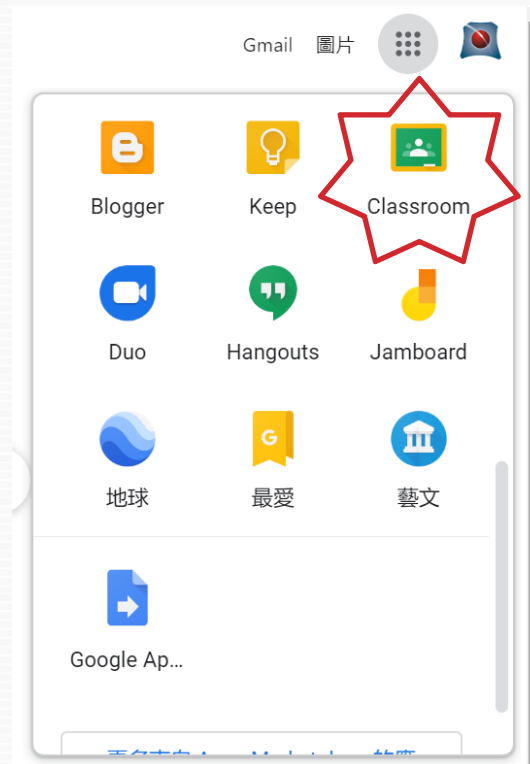 Gmail 圖片
Blogger Keep Classroom
Duo Hangouts Jamboard
G
地球 最愛 藝文
Google Ap...